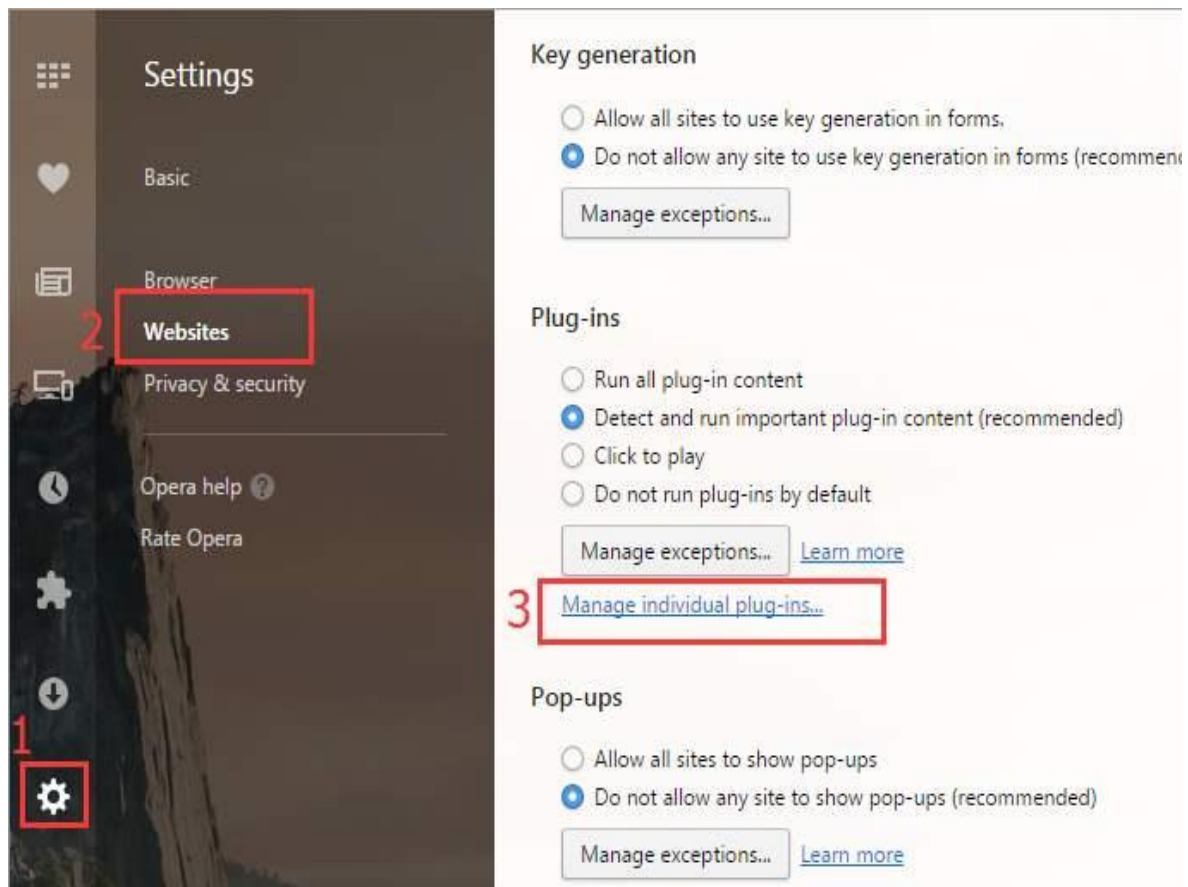 Settings
Basic
Browser
2
Websites
Privacy & security
Opera help ?
Rate Opera
1
Key generation
Allow all sites to use key generation in forms.
Do not allow any site to use key generation in forms (recommend
Manage exceptions...
Plug-ins
Run all plug-in content
Detect and run important plug-in content (recommended)
Click to play
Do not run plug-ins by default
Manage exceptions... Learn more
3 Manage individual plug-ins...
Pop-ups
Allow all sites to show pop-ups
Do not allow any site to show pop-ups (recommended)
Manage exceptions... Learn more